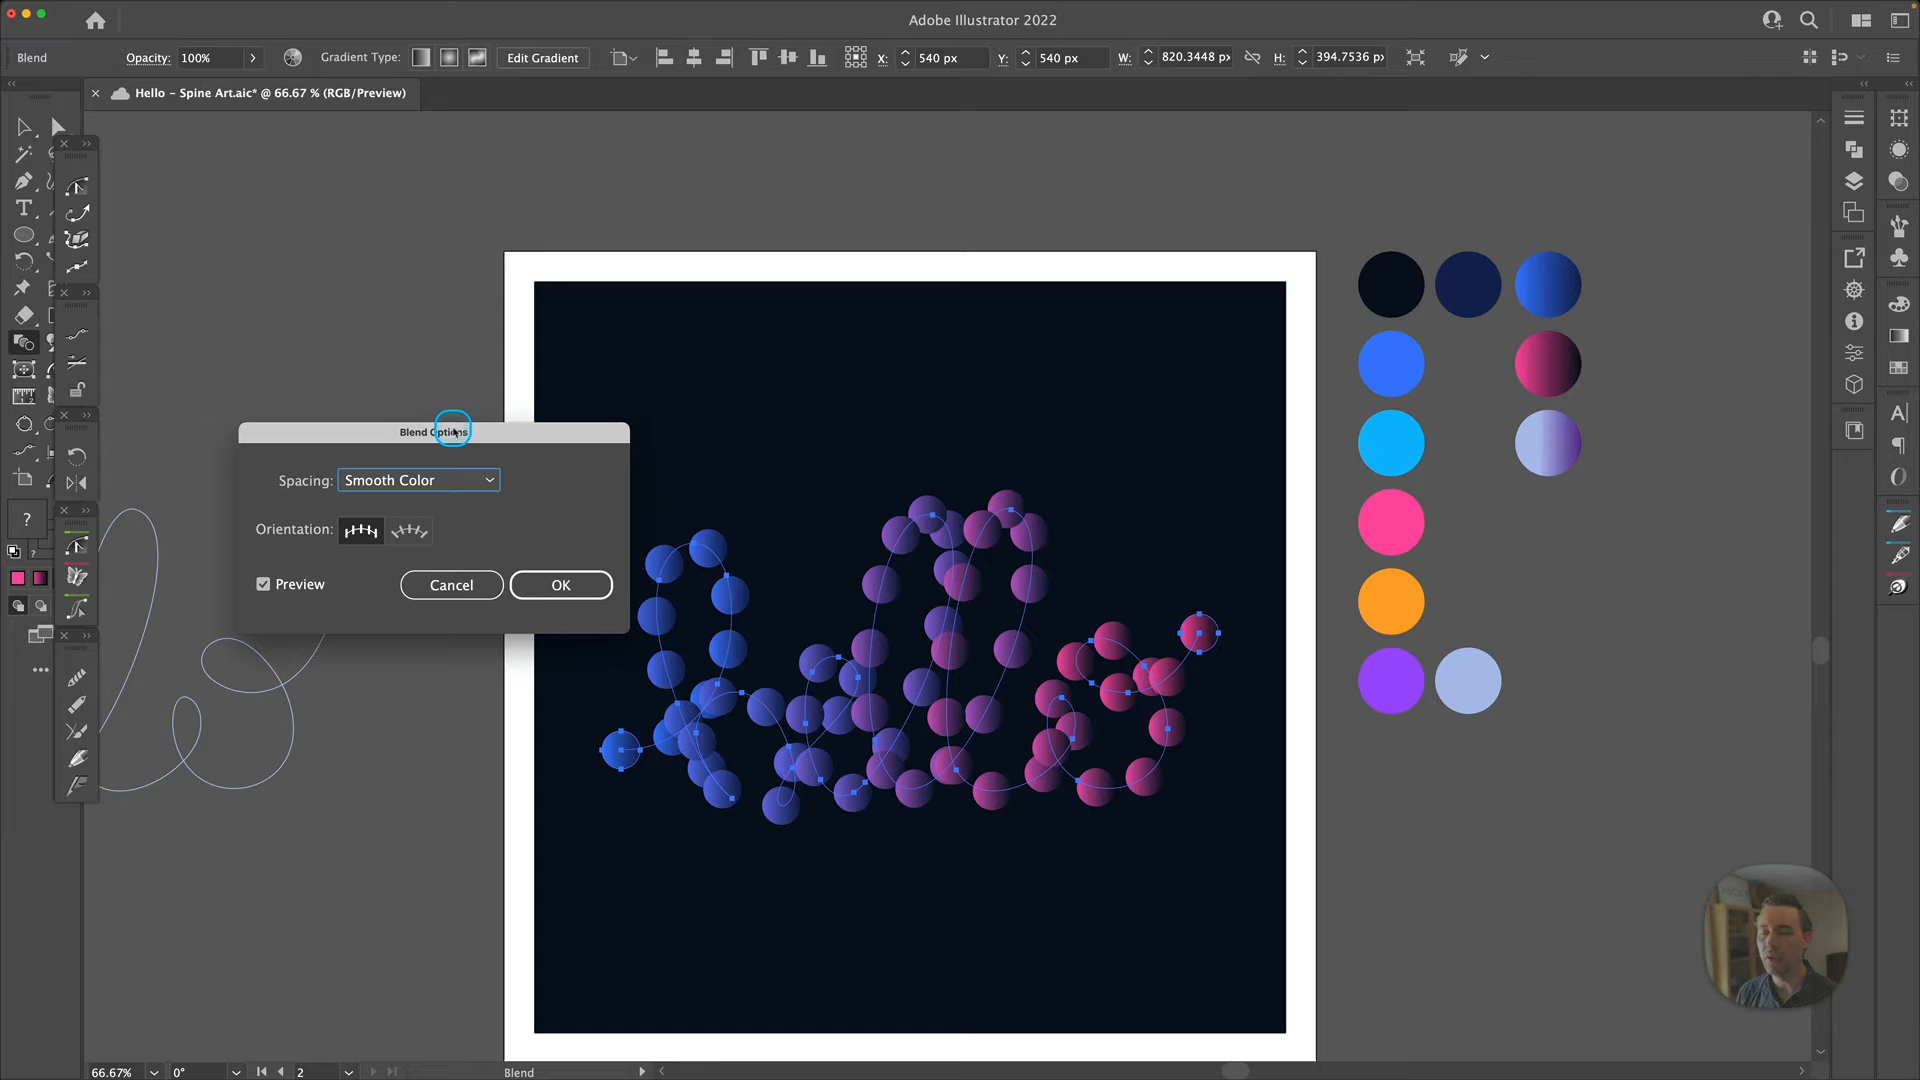 Adobe Illustrator 2022
Blend
Opacity:
100%
Gradient Type:
Edit Gradient
X:
540 px
Y:
540 px
W:
820.3448 px
H:
394.7536 px
Hello – Spine Art.aic* @ 66.67 % (RGB/Preview)
Blend Options
Spacing:
Smooth Color
Orientation:
Preview
Cancel
OK
66.67%
0°
2
Blend